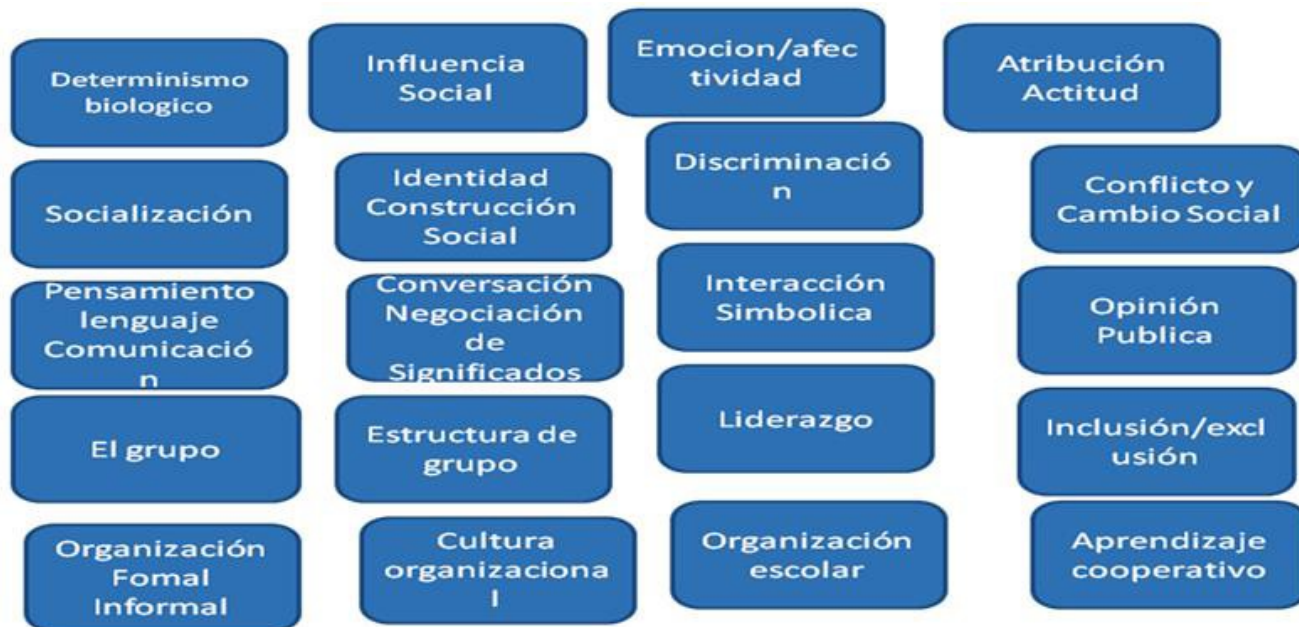 Determinismo
biologico
Influencia
Social
Emocion/afec
tividad
Atribución
Actitud
Socialización
Identidad
Construcción
Social
Discriminació
n
Conflicto y
Cambio Social
Pensamiento
lenguaje
Comunicació
n
Conversación
Negociación
de
Significados
Interacción
Simbolica
Opinión
Publica
El grupo
Estructura de
grupo
Liderazgo
Inclusión/excl
usión
Organización
Fomal
Informal
Cultura
organizaciona
l
Organización
escolar
Aprendizaje
cooperativo